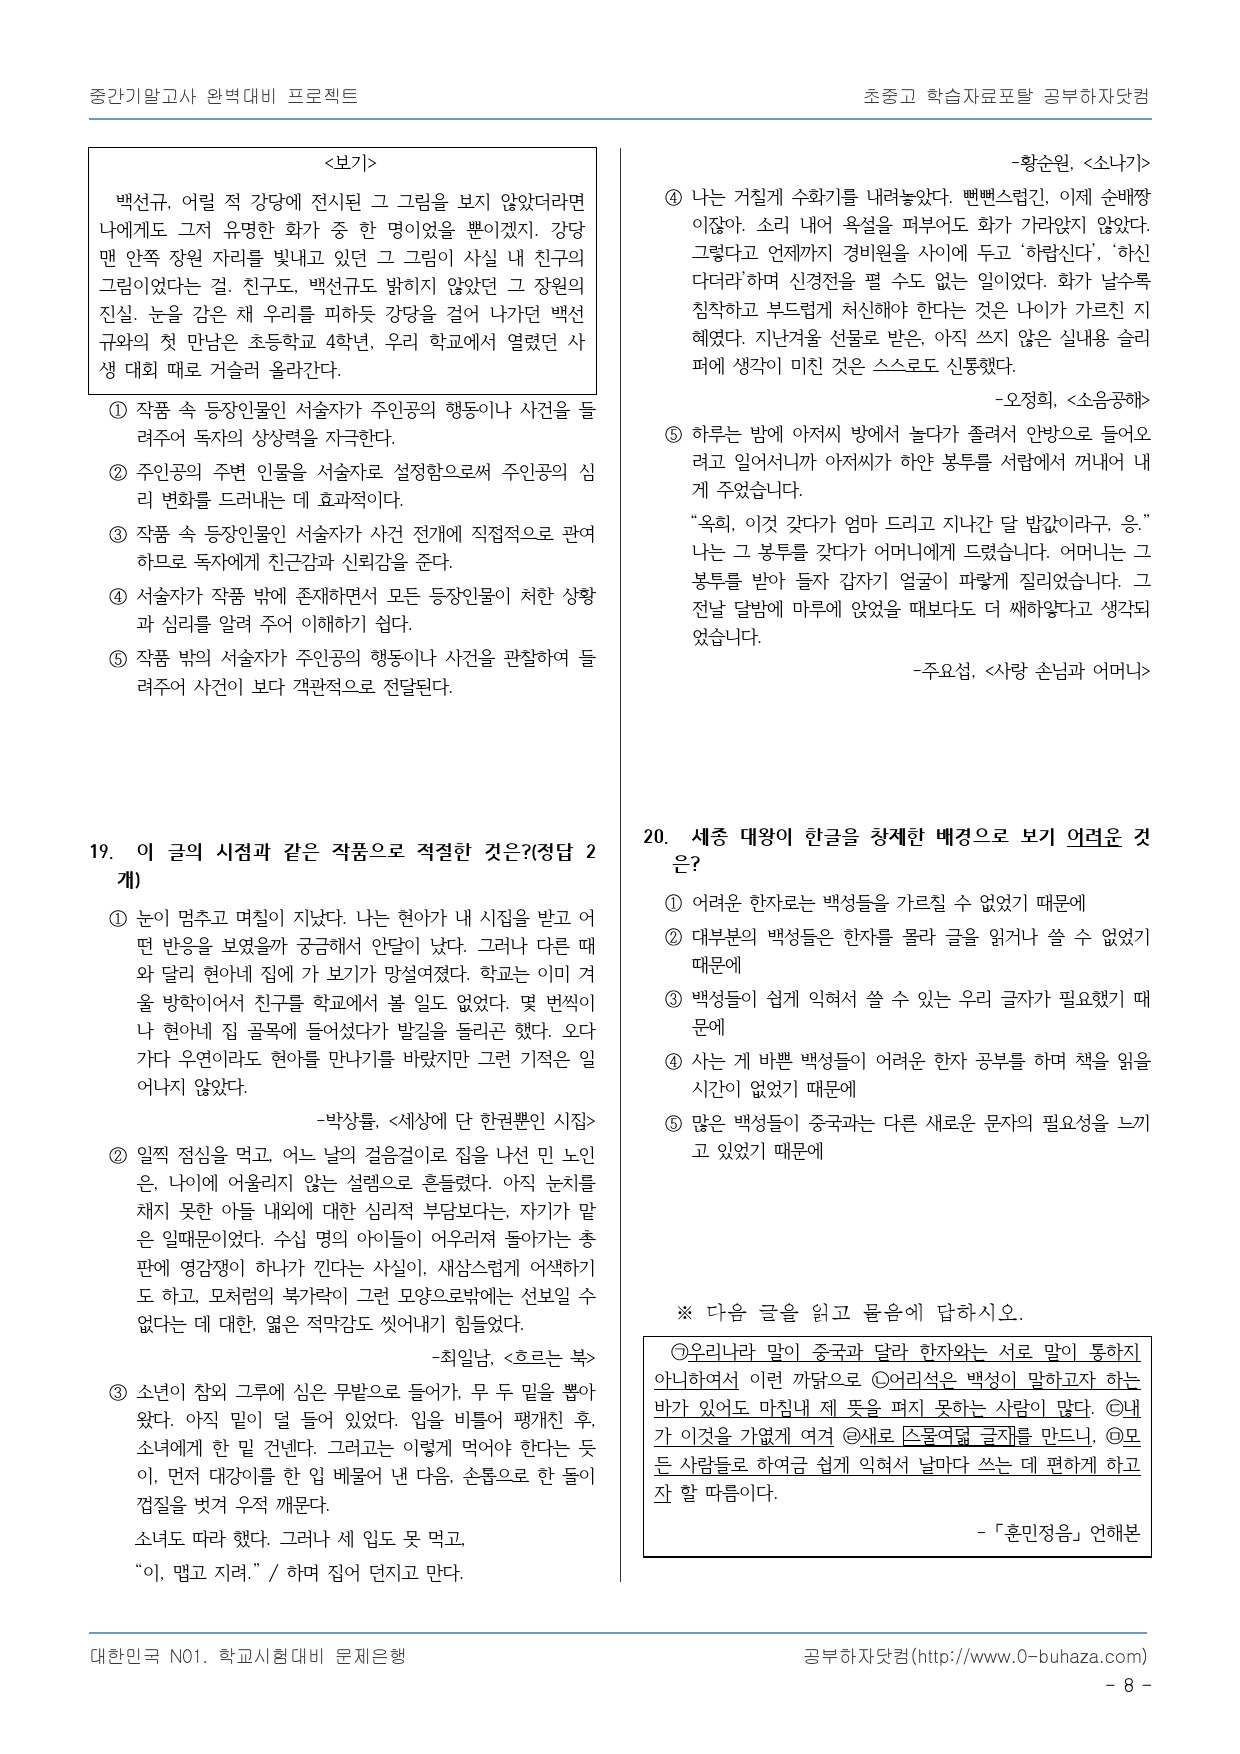 중간기말고사 완벽대비 프로젝트
초중고 학습자료포탈 공부하자닷컴
<보기>
백선규, 어릴 적 강당에 전시된 그 그림을 보지 않았더라면
나에게도 그저 유명한 화가 중 한 명이었을 뿐이겠지. 강당
맨 안쪽 장원 자리를 빛내고 있던 그 그림이 사실 내 친구의
그림이었다는 걸. 친구도, 백선규도 밝히지 않았던 그 장원의
진실. 눈을 감은 채 우리를 피하듯 강당을 걸어 나가던 백선
규와의 첫 만남은 초등학교 4학년, 우리 학교에서 열렸던 사
생 대회 때로 거슬러 올라간다.
① 작품 속 등장인물인 서술자가 주인공의 행동이나 사건을 들
려주어 독자의 상상력을 자극한다.
② 주인공의 주변 인물을 서술자로 설정함으로써 주인공의 심
리 변화를 드러내는 데 효과적이다.
③ 작품 속 등장인물인 서술자가 사건 전개에 직접적으로 관여
하므로 독자에게 친근감과 신뢰감을 준다.
④ 서술자가 작품 밖에 존재하면서 모든 등장인물이 처한 상황
과 심리를 알려 주어 이해하기 쉽다.
⑤ 작품 밖의 서술자가 주인공의 행동이나 사건을 관찰하여 들
려주어 사건이 보다 객관적으로 전달된다.
19. 이 글의 시점과 같은 작품으로 적절한 것은?(정답 2
개)
① 눈이 멈추고 며칠이 지났다. 나는 현아가 내 시집을 받고 어
떤 반응을 보였을까 궁금해서 안달이 났다. 그러나 다른 때
와 달리 현아네 집에 가 보기가 망설여졌다. 학교는 이미 겨
울 방학이어서 친구를 학교에서 볼 일도 없었다. 몇 번씩이
나 현아네 집 골목에 들어섰다가 발길을 돌리곤 했다. 오다
가다 우연이라도 현아를 만나기를 바랐지만 그런 기적은 일
어나지 않았다.
-박상률, <세상에 단 한권뿐인 시집>
② 일찍 점심을 먹고, 어느 날의 걸음걸이로 집을 나선 민 노인
은, 나이에 어울리지 않는 설렘으로 흔들렸다. 아직 눈치를
채지 못한 아들 내외에 대한 심리적 부담보다는, 자기가 맡
은 일때문이었다. 수십 명의 아이들이 어우러져 돌아가는 춤
판에 영감쟁이 하나가 낀다는 사실이, 새삼스럽게 어색하기
도 하고, 모처럼의 북가락이 그런 모양으로밖에는 선보일 수
없다는 데 대한, 엷은 적막감도 씻어내기 힘들었다.
-최일남, <흐르는 북>
③ 소년이 참외 그루에 심은 무밭으로 들어가, 무 두 밑을 뽑아
왔다. 아직 밑이 덜 들어 있었다. 입을 비틀어 팽개친 후,
소녀에게 한 밑 건넨다. 그러고는 이렇게 먹어야 한다는 듯
이, 먼저 대강이를 한 입 베물어 낸 다음, 손톱으로 한 돌이
껍질을 벗겨 우적 깨문다.
소녀도 따라 했다. 그러나 세 입도 못 먹고,
“이, 맵고 지려.” / 하며 집어 던지고 만다.
-황순원, <소나기>
④ 나는 거칠게 수화기를 내려놓았다. 뻔뻔스럽긴, 이제 순배짱
이잖아. 소리 내어 욕설을 퍼부어도 화가 가라앉지 않았다.
그렇다고 언제까지 경비원을 사이에 두고 ‘하랍신다’, ‘하신
다더라’하며 신경전을 펼 수도 없는 일이었다. 화가 날수록
침착하고 부드럽게 처신해야 한다는 것은 나이가 가르친 지
혜였다. 지난겨울 선물로 받은, 아직 쓰지 않은 실내용 슬리
퍼에 생각이 미친 것은 스스로도 신통했다.
-오정희, <소음공해>
⑤ 하루는 밤에 아저씨 방에서 놀다가 졸려서 안방으로 들어오
려고 일어서니까 아저씨가 하얀 봉투를 서랍에서 꺼내어 내
게 주었습니다.
“옥희, 이것 갖다가 엄마 드리고 지나간 달 밥값이라구, 응.”
나는 그 봉투를 갖다가 어머니에게 드렸습니다. 어머니는 그
봉투를 받아 들자 갑자기 얼굴이 파랗게 질리었습니다. 그
전날 달밤에 마루에 앉았을 때보다도 더 쌔하얗다고 생각되
었습니다.
-주요섭, <사랑 손님과 어머니>
20. 세종 대왕이 한글을 창제한 배경으로 보기 어려운 것
은?
① 어려운 한자로는 백성들을 가르칠 수 없었기 때문에
② 대부분의 백성들은 한자를 몰라 글을 읽거나 쓸 수 없었기
때문에
③ 백성들이 쉽게 익혀서 쓸 수 있는 우리 글자가 필요했기 때
문에
④ 사는 게 바쁜 백성들이 어려운 한자 공부를 하며 책을 읽을
시간이 없었기 때문에
⑤ 많은 백성들이 중국과는 다른 새로운 문자의 필요성을 느끼
고 있었기 때문에
※ 다음 글을 읽고 물음에 답하시오.
㉠우리나라 말이 중국과 달라 한자와는 서로 말이 통하지
아니하여서 이런 까닭으로 ㉡어리석은 백성이 말하고자 하는
바가 있어도 마침내 제 뜻을 펴지 못하는 사람이 많다. ㉢내
가 이것을 가엾게 여겨 ㉣새로 스물여덟 글자를 만드니, ㉤모
든 사람들로 하여금 쉽게 익혀서 날마다 쓰는 데 편하게 하고
자 할 따름이다.
-「훈민정음」언해본
대한민국 N01. 학교시험대비 문제은행
공부하자닷컴(http://www.0-buhaza.com)
- 8 -